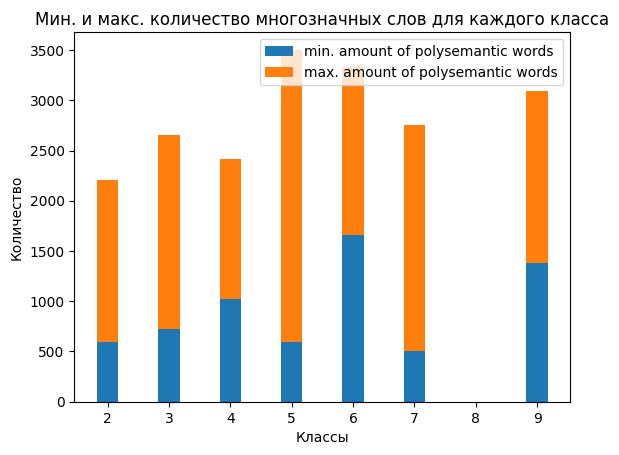 Мин. и макс. количество многозначных слов для каждого класса
min. amount of polysemantic words
max. amount of polysemantic words
Количество
3500
3000
2500
2000
1500
1000
500
0
2 3 4 5 6 7 8 9
Классы